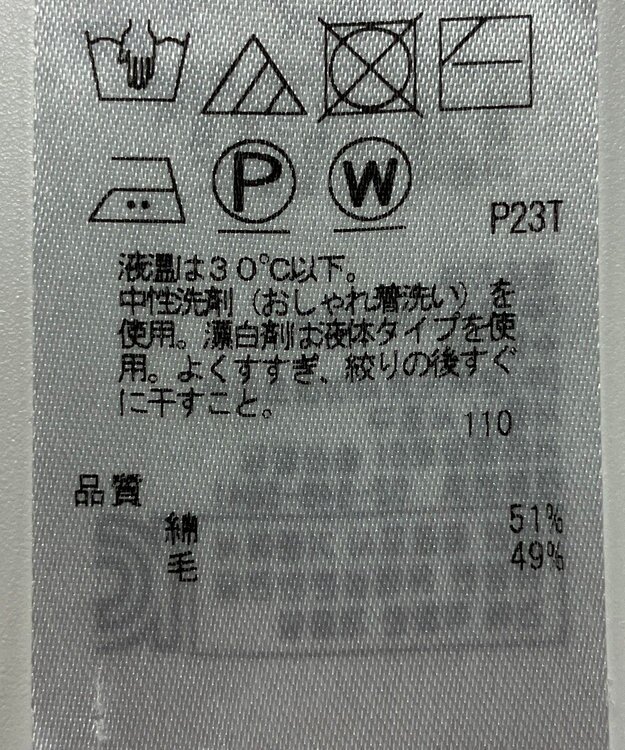 P W
P23T
液温は30℃以下。
中性洗剤（おしゃれ着洗い）を
使用。漂白剤は液体タイプを使
用。よくすすぎ、絞りの後すぐ
に干すこと。
110
品質
綿 51%
毛 49%